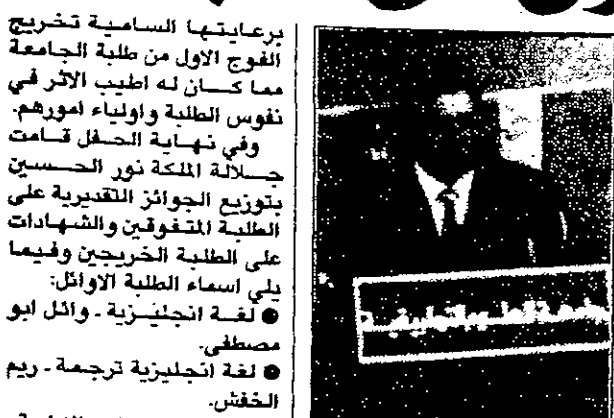 برعايتها السامية تخريج
الفوج الاول من طلبة الجامعة
مما كان له اطيب الاثر في
نفوس الطلبة واولياء امورهم.
وفي نهاية الحفل قامت
جلالة الملكة نور الحسين
بتوزيع الجوائز التقديرية على
الطلبة المتفوقين والشهادات
على الطلبة الخريجين وفيما
يلي اسماء الطلبة الاوائل:
● لغة انجليزية - وائل ابو
مصطفى.
● لغة انجليزية ترجمة - ريم
الخفش.